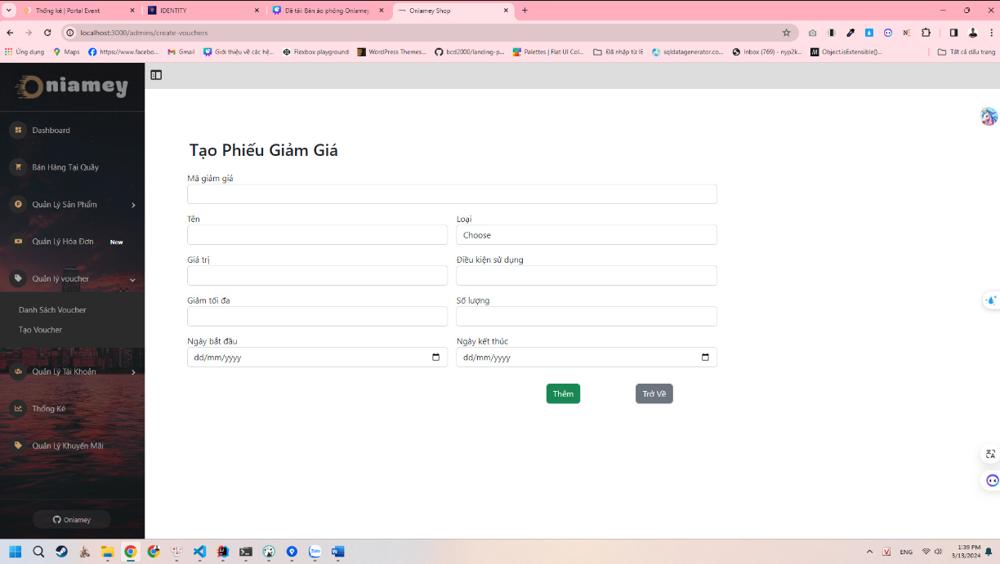 Thống kê | Portal Event
IDENTITY
Đề tài: Bán áo phông Oniamey
Oniamey Shop
localhost:3000/admins/create-vouchers
Ứng dụng
Maps
https://www.facebo...
Gmail
Giới thiệu về các hệ...
Flexbox playground
WordPress Themes...
bcd2000/landing-p...
Palettes | Flat UI Col...
Đã nhập từ IE
sqldatagenerator.co...
Inbox (769) - nyp2k...
Object.isExtensible()...
Tất cả dấu trang
Oniamey
Dashboard
Bán Hàng Tại Quầy
Quản Lý Sản Phẩm
Quản Lý Hóa Đơn New
Quản lý voucher
Danh Sách Voucher
Tạo Voucher
Quản Lý Tài Khoản
Thống Kê
Quản Lý Khuyến Mãi
Oniamey
Tạo Phiếu Giảm Giá
Mã giảm giá
Tên
Loại
Choose
Giá trị
Điều kiện sử dụng
Giảm tối đa
Số lượng
Ngày bắt đầu
Ngày kết thúc
dd/mm/yyyy
dd/mm/yyyy
Thêm
Trở Về
Zalo
ENG
1:39 PM
3/13/2024